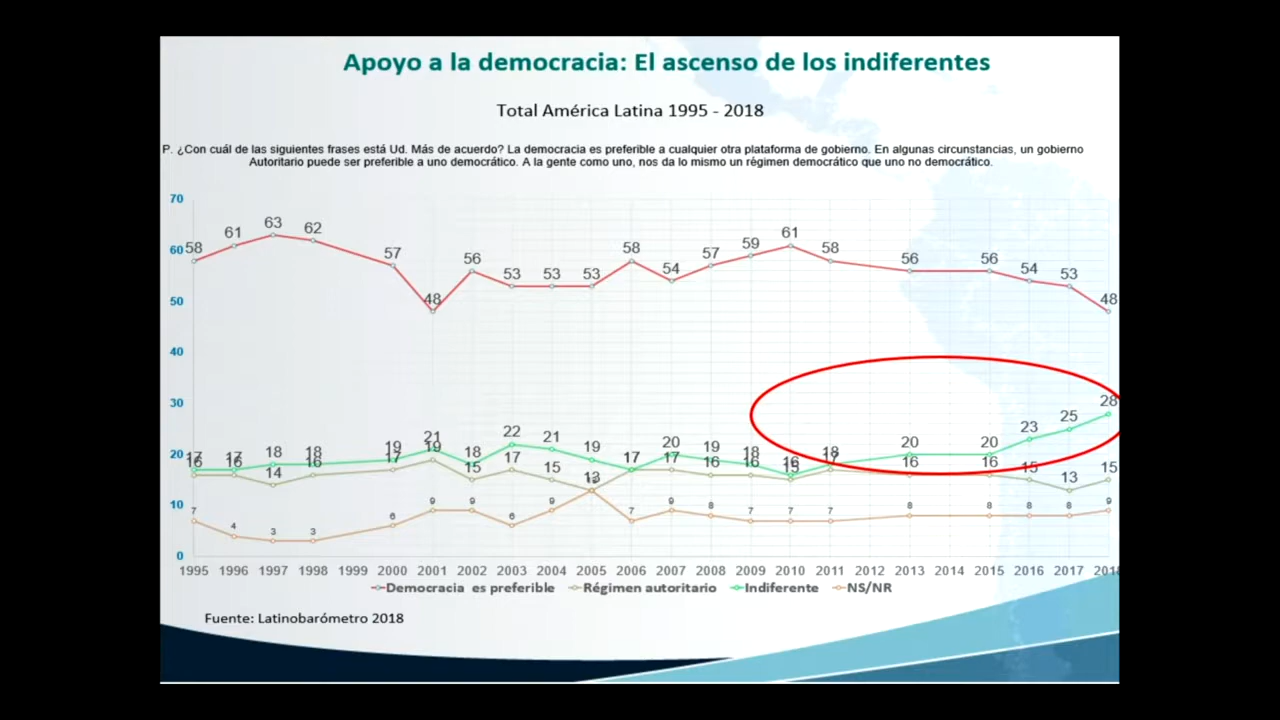 Apoyo a la democracia: El ascenso de los indiferentes
Total América Latina 1995 - 2018
P. ¿Con cuál de las siguientes frases está Ud. Más de acuerdo? La democracia es preferible a cualquier otra plataforma de gobierno. En algunas circunstancias, un gobierno
Autoritario puede ser preferible a uno democrático. A la gente como uno, nos da lo mismo un régimen democrático que uno no democrático.
70
60
50
40
30
20
10
0
58 61 63 62 57 48 56 53 53 53 58 54 57 59 61 58 56 56 54 53 48
17 17 18 18 19 21 18 22 21 19 17 20 19 18 16 18 20 20 23 25 28
16 16 14 16 17 19 15 17 15 13 17 17 16 16 15 17 16 16 15 13 15
7 4 3 3 6 9 9 6 9 13 7 9 8 7 7 7 8 8 8 8 9
1995 1996 1997 1998 1999 2000 2001 2002 2003 2004 2005 2006 2007 2008 2009 2010 2011 2012 2013 2014 2015 2016 2017 2018
Democracia es preferible Régimen autoritario Indiferente NS/NR
Fuente: Latinobarómetro 2018